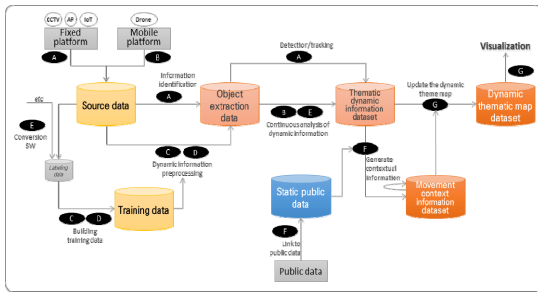 CCTV AP IoT
Drone
Fixed
platform
Mobile
platform
A
B
Detection/tracking
A
Visualization
G
Information
identification
A
Source data
Object
extraction
data
B E
Continuous analysis of
dynamic information
Thematic
dynamic
information
dataset
Update the dynamic
theme map
G
Dynamic
thematic map
dataset
etc
E
Conversion
SW
Labeling
data
C D
Dynamic information
preprocessing
F
Generate
contextual
information
Training data
C D
Building
training data
Static public
data
Movement
context
information
dataset
F
Link to
public data
Public data